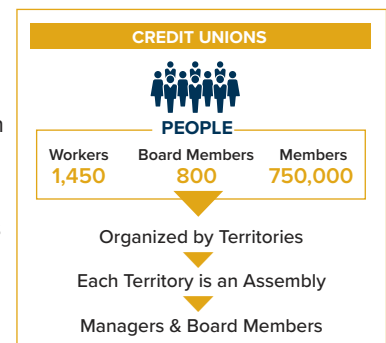 CREDIT UNIONS
PEOPLE
Workers Board Members Members
1,450 800 750,000
Organized by Territories
Each Territory is an Assembly
Managers & Board Members